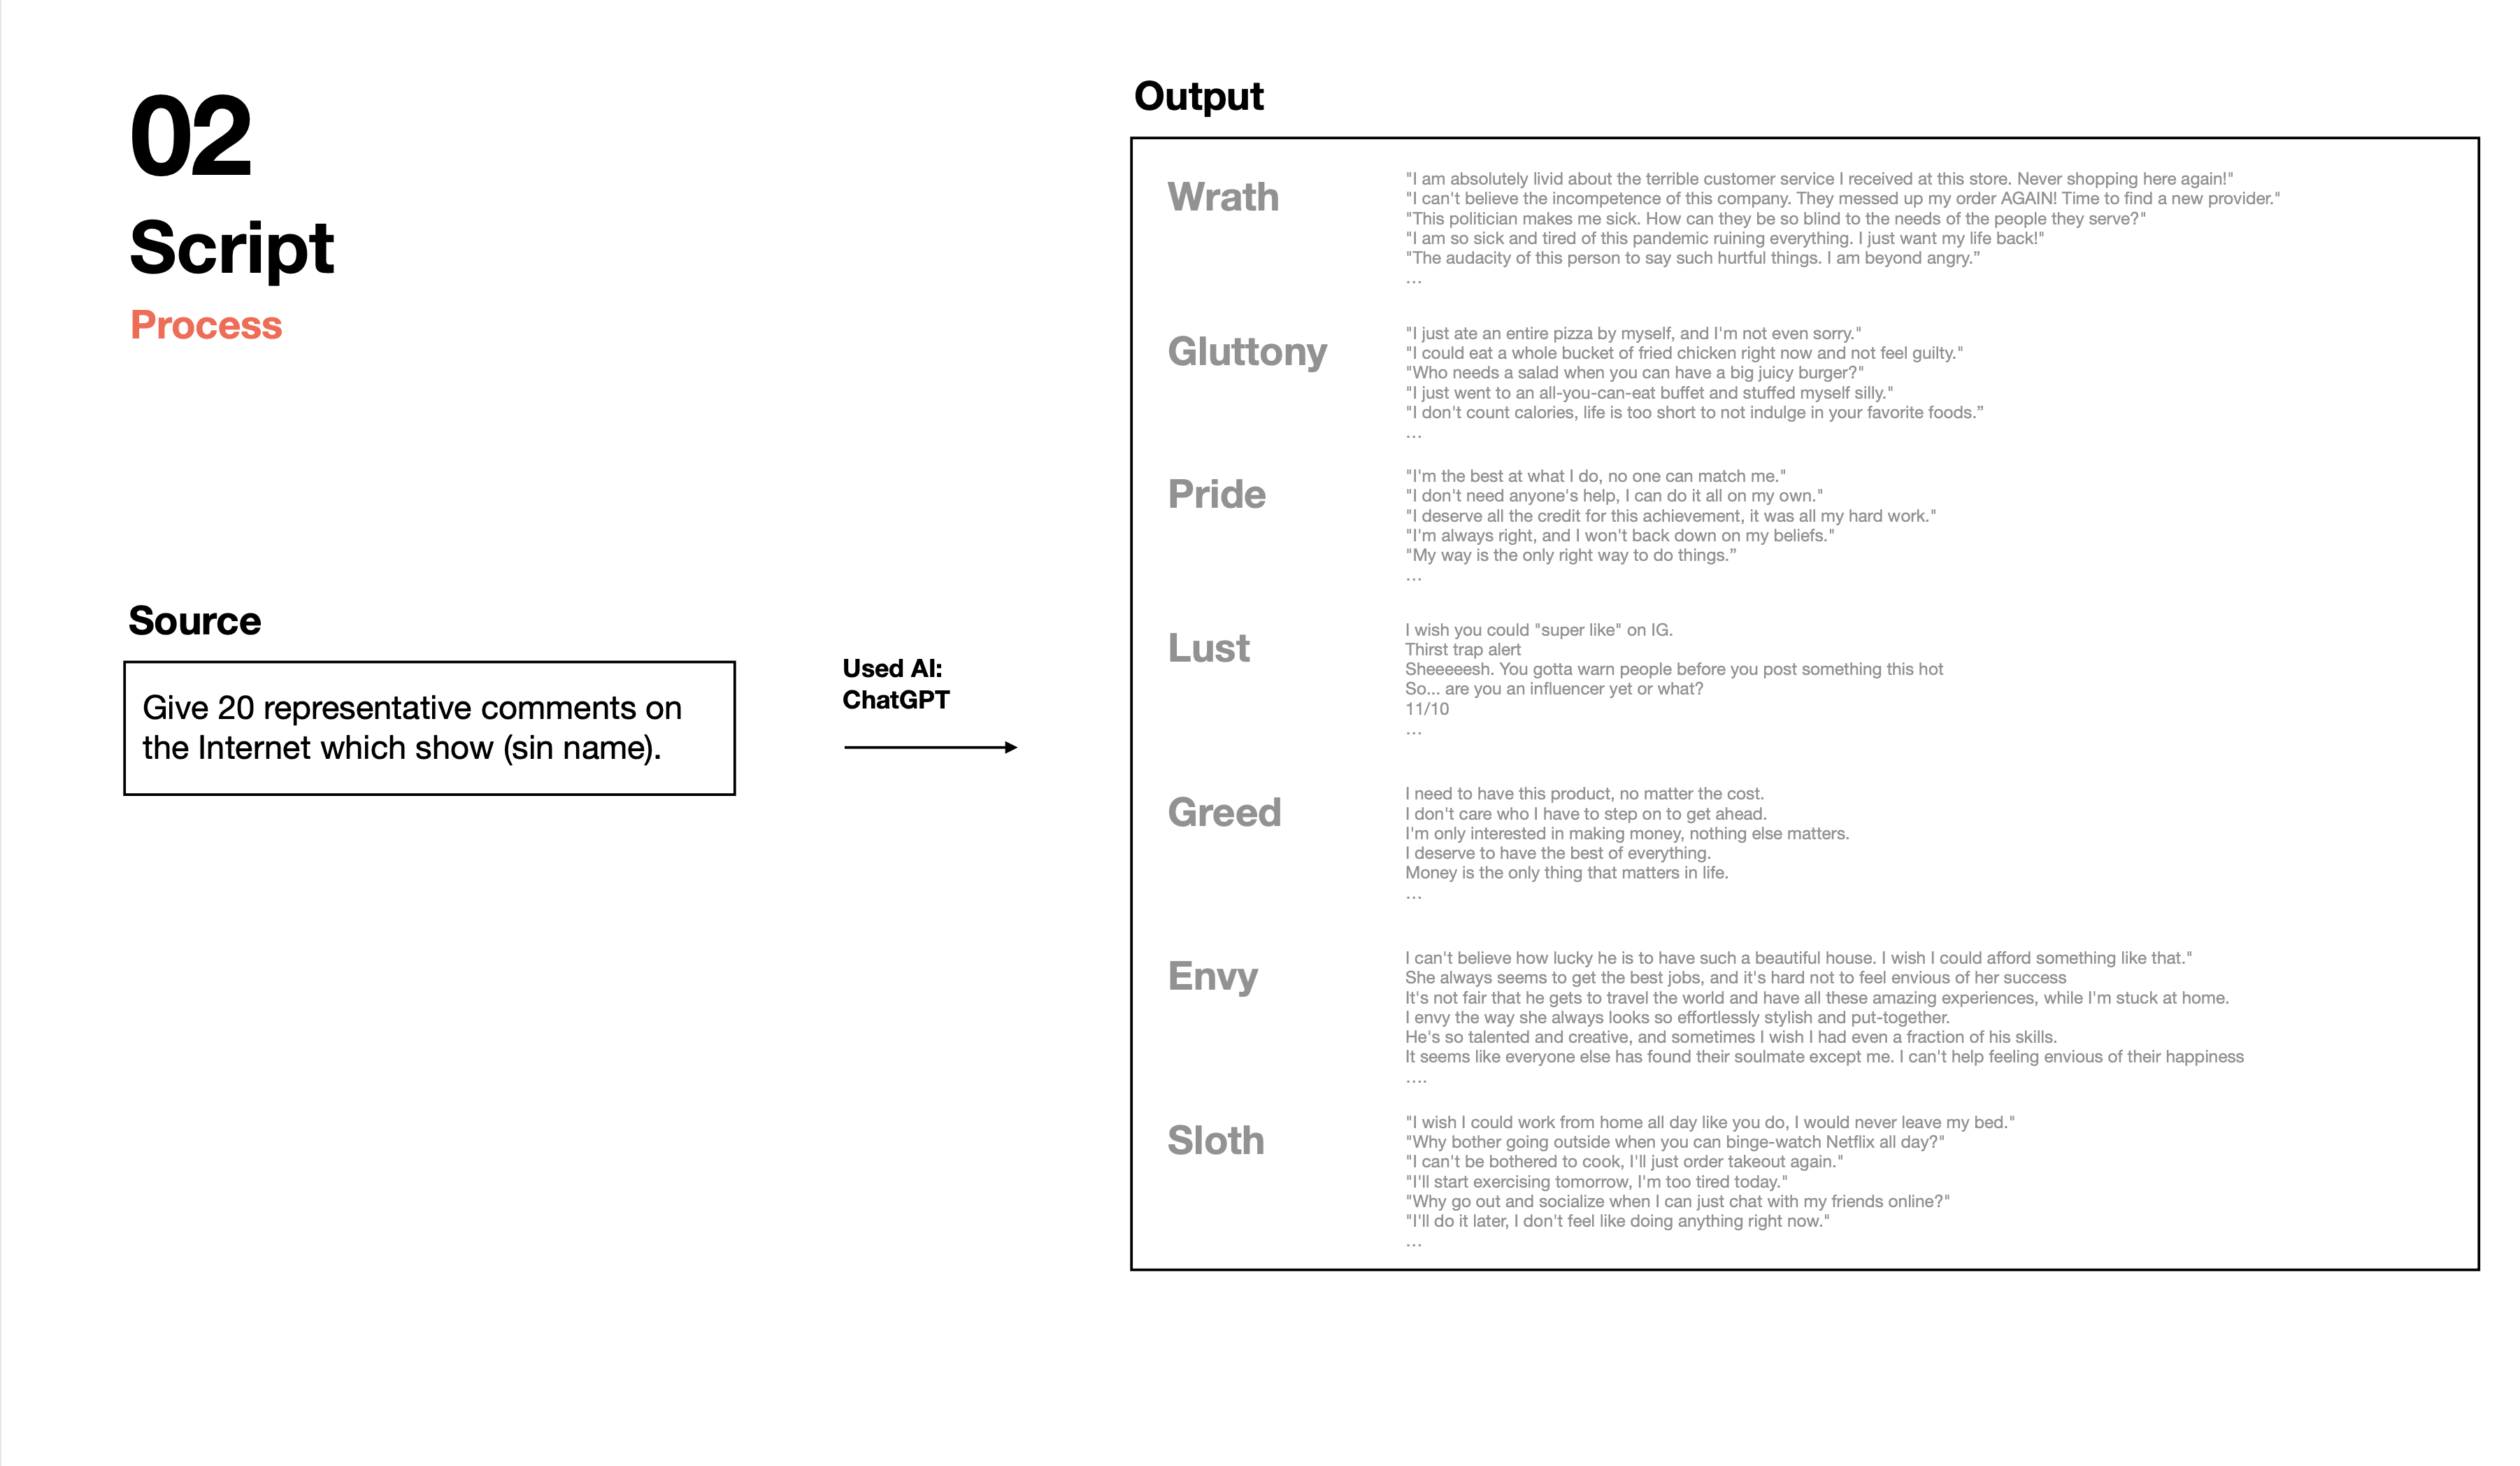 02
Script
Process
Source
Give 20 representative comments on
the Internet which show (sin name).
Used AI:
ChatGPT
Output
Wrath
"I am absolutely livid about the terrible customer service I received at this store. Never shopping here again!"
"I can't believe the incompetence of this company. They messed up my order AGAIN! Time to find a new provider."
"This politician makes me sick. How can they be so blind to the needs of the people they serve?"
"I am so sick and tired of this pandemic ruining everything. I just want my life back!"
"The audacity of this person to say such hurtful things. I am beyond angry.”
...
Gluttony
"I just ate an entire pizza by myself, and I'm not even sorry."
"I could eat a whole bucket of fried chicken right now and not feel guilty."
"Who needs a salad when you can have a big juicy burger?"
"I just went to an all-you-can-eat buffet and stuffed myself silly."
"I don't count calories, life is too short to not indulge in your favorite foods.”
...
Pride
"I'm the best at what I do, no one can match me."
"I don't need anyone's help, I can do it all on my own."
"I deserve all the credit for this achievement, it was all my hard work."
"I'm always right, and I won't back down on my beliefs."
"My way is the only right way to do things.”
...
Lust
I wish you could "super like" on IG.
Thirst trap alert
Sheeeeesh. You gotta warn people before you post something this hot
So... are you an influencer yet or what?
11/10
...
Greed
I need to have this product, no matter the cost.
I don't care who I have to step on to get ahead.
I'm only interested in making money, nothing else matters.
I deserve to have the best of everything.
Money is the only thing that matters in life.
...
Envy
I can't believe how lucky he is to have such a beautiful house. I wish I could afford something like that."
She always seems to get the best jobs, and it's hard not to feel envious of her success
It's not fair that he gets to travel the world and have all these amazing experiences, while I'm stuck at home.
I envy the way she always looks so effortlessly stylish and put-together.
He's so talented and creative, and sometimes I wish I had even a fraction of his skills.
It seems like everyone else has found their soulmate except me. I can't help feeling envious of their happiness
....
Sloth
"I wish I could work from home all day like you do, I would never leave my bed."
"Why bother going outside when you can binge-watch Netflix all day?"
"I can't be bothered to cook, I'll just order takeout again."
"I'll start exercising tomorrow, I'm too tired today."
"Why go out and socialize when I can just chat with my friends online?"
"I'll do it later, I don't feel like doing anything right now."
...